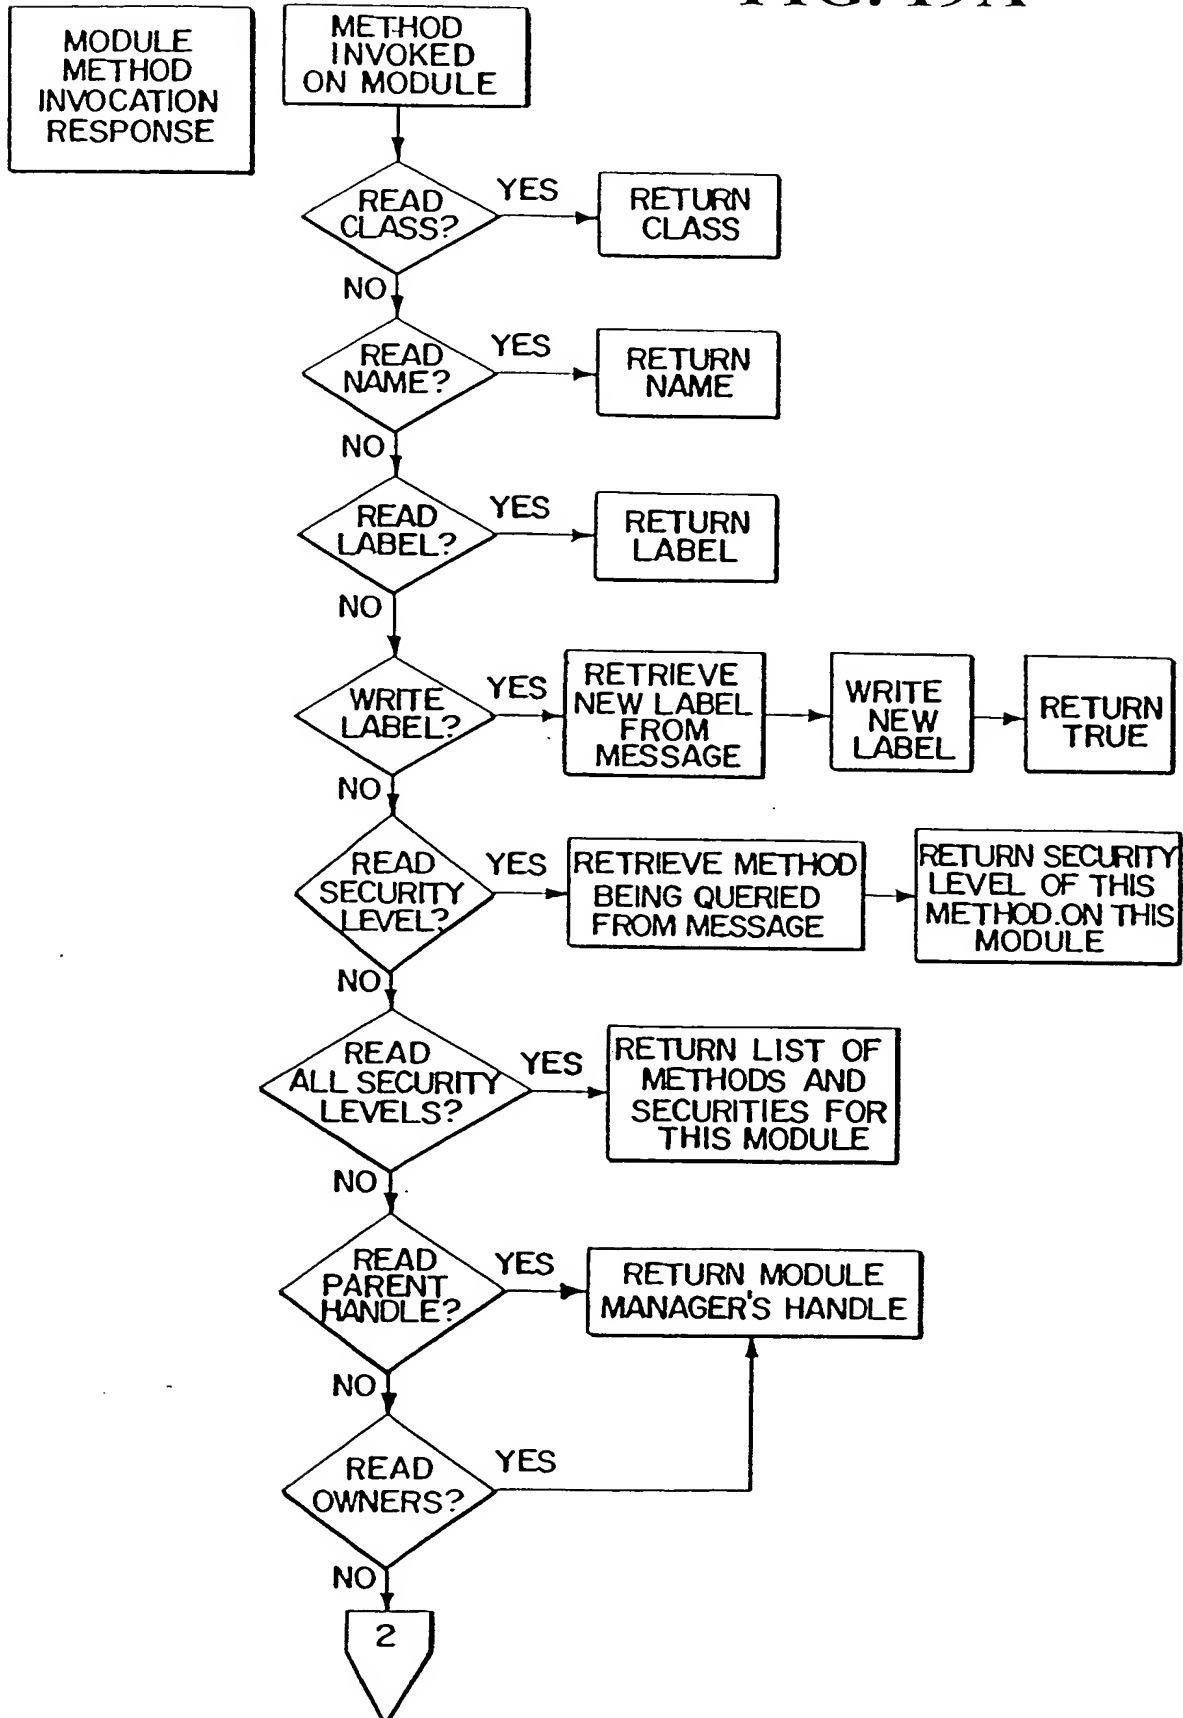 FIG. 19A
MODULE
METHOD
INVOCATION
RESPONSE
METHOD
INVOKED
ON MODULE
READ
CLASS?
YES
RETURN
CLASS
NO
READ
NAME?
YES
RETURN
NAME
NO
READ
LABEL?
YES
RETURN
LABEL
NO
WRITE
LABEL?
YES
RETRIEVE
NEW LABEL
FROM
MESSAGE
WRITE
NEW
LABEL
RETURN
TRUE
NO
READ
SECURITY
LEVEL?
YES
RETRIEVE METHOD
BEING QUERIED
FROM MESSAGE
RETURN SECURITY
LEVEL OF THIS
METHOD.ON THIS
MODULE
NO
READ
ALL SECURITY
LEVELS?
YES
RETURN LIST OF
METHODS AND
SECURITIES FOR
THIS MODULE
NO
READ
PARENT
HANDLE?
YES
RETURN MODULE
MANAGER'S HANDLE
NO
READ
OWNERS?
YES
NO
2